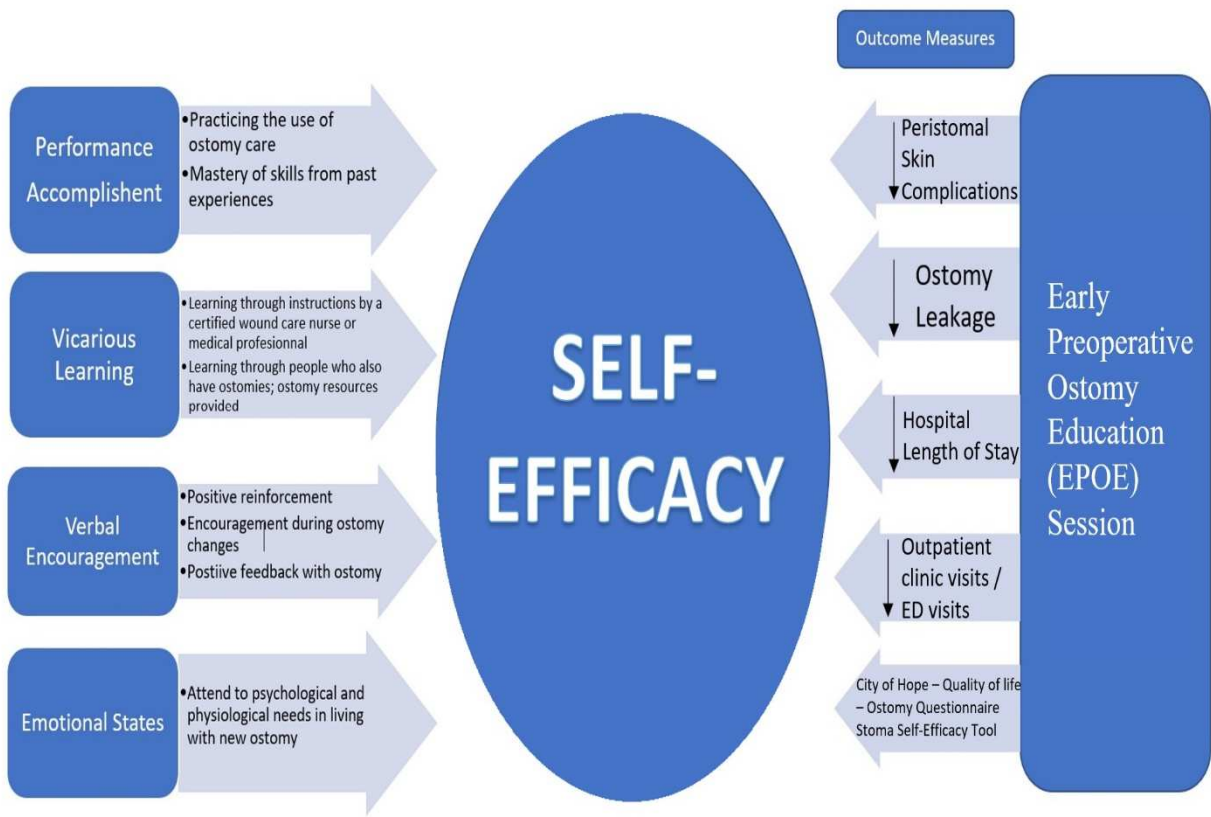 Outcome Measures
Performance
Accomplishent
•Practicing the use of
ostomy care
•Mastery of skills from past
experiences
Vicarious
Learning
•Learning through instructions by a
certified wound care nurse or
medical profesionnal
•Learning through people who also
have ostomies; ostomy resources
provided
Verbal
Encouragement
•Positive reinforcement
•Encouragement during ostomy
changes
•Postiive feedback with ostomy
Emotional States
•Attend to psychological and
physiological needs in living
with new ostomy
SELF-
EFFICACY
Peristomal
Skin
Complications
Ostomy
Leakage
Hospital
Length of Stay
Outpatient
clinic visits /
ED visits
City of Hope – Quality of life
– Ostomy Questionnaire
Stoma Self-Efficacy Tool
Early
Preoperative
Ostomy
Education
(EPOE)
Session